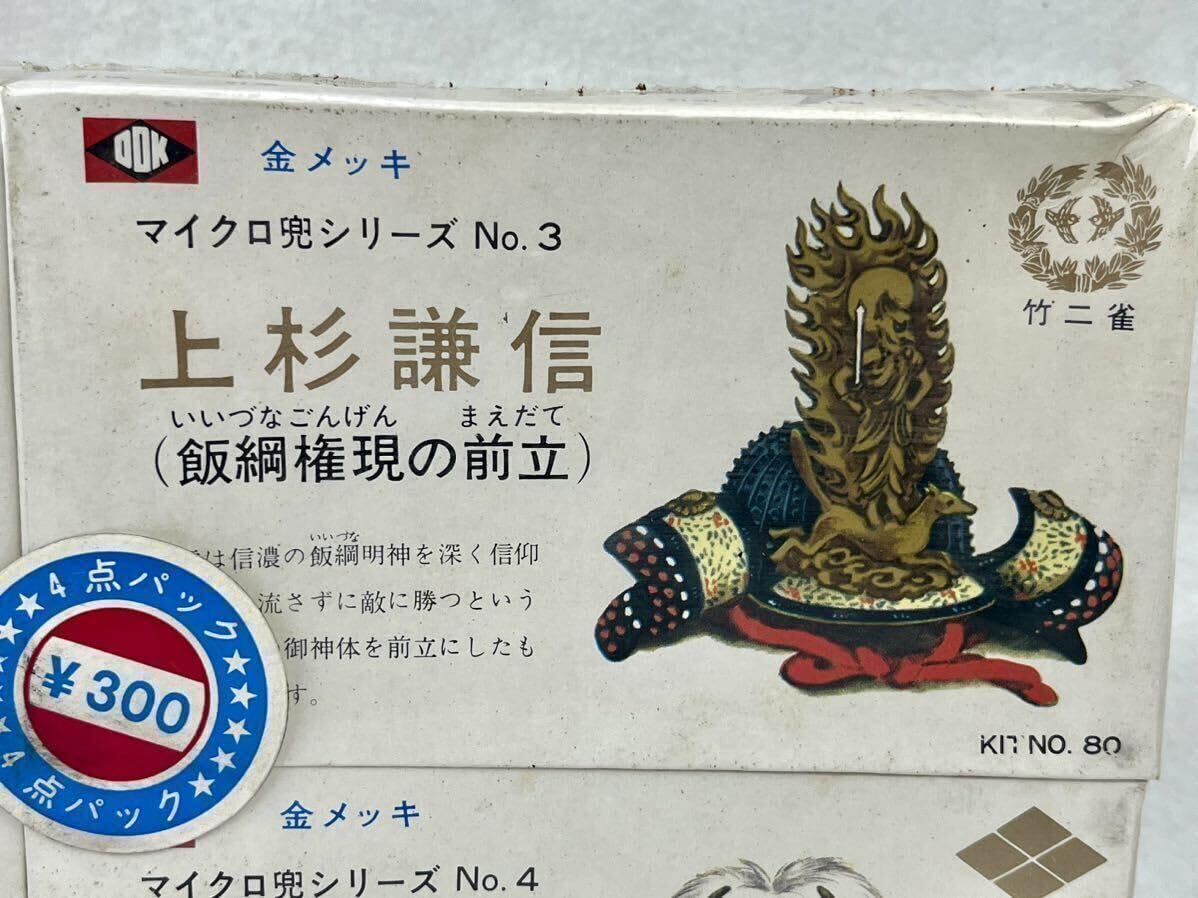 ODK
金メッキ
マイクロ兜シリーズ No.3
上杉謙信
いいづなごんげん まえだて
(飯綱権現の前立)
竹二雀
いいづな
は信濃の飯綱明神を深く信仰
流さずに敵に勝つという
御神体を前立にしたも
す。
KIT NO. 80
4点パック
¥300
4点パック
金メッキ
マイクロ兜シリーズ No.4